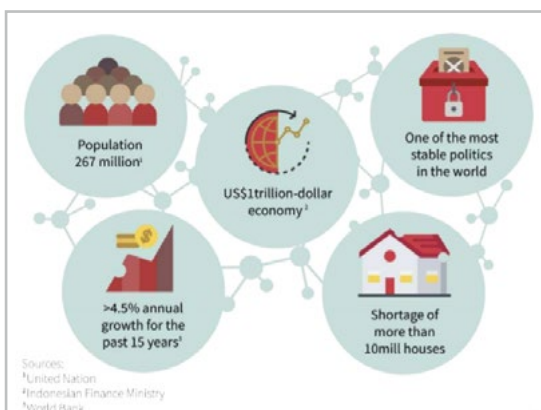 Population
267 million¹
US$1trillion-dollar
economy ²
One of the most
stable politics
in the world
>4.5% annual
growth for the
past 15 years³
Shortage of
more than
10mill houses
Sources:
¹United Nation
²Indonesian Finance Ministry
³World Bank